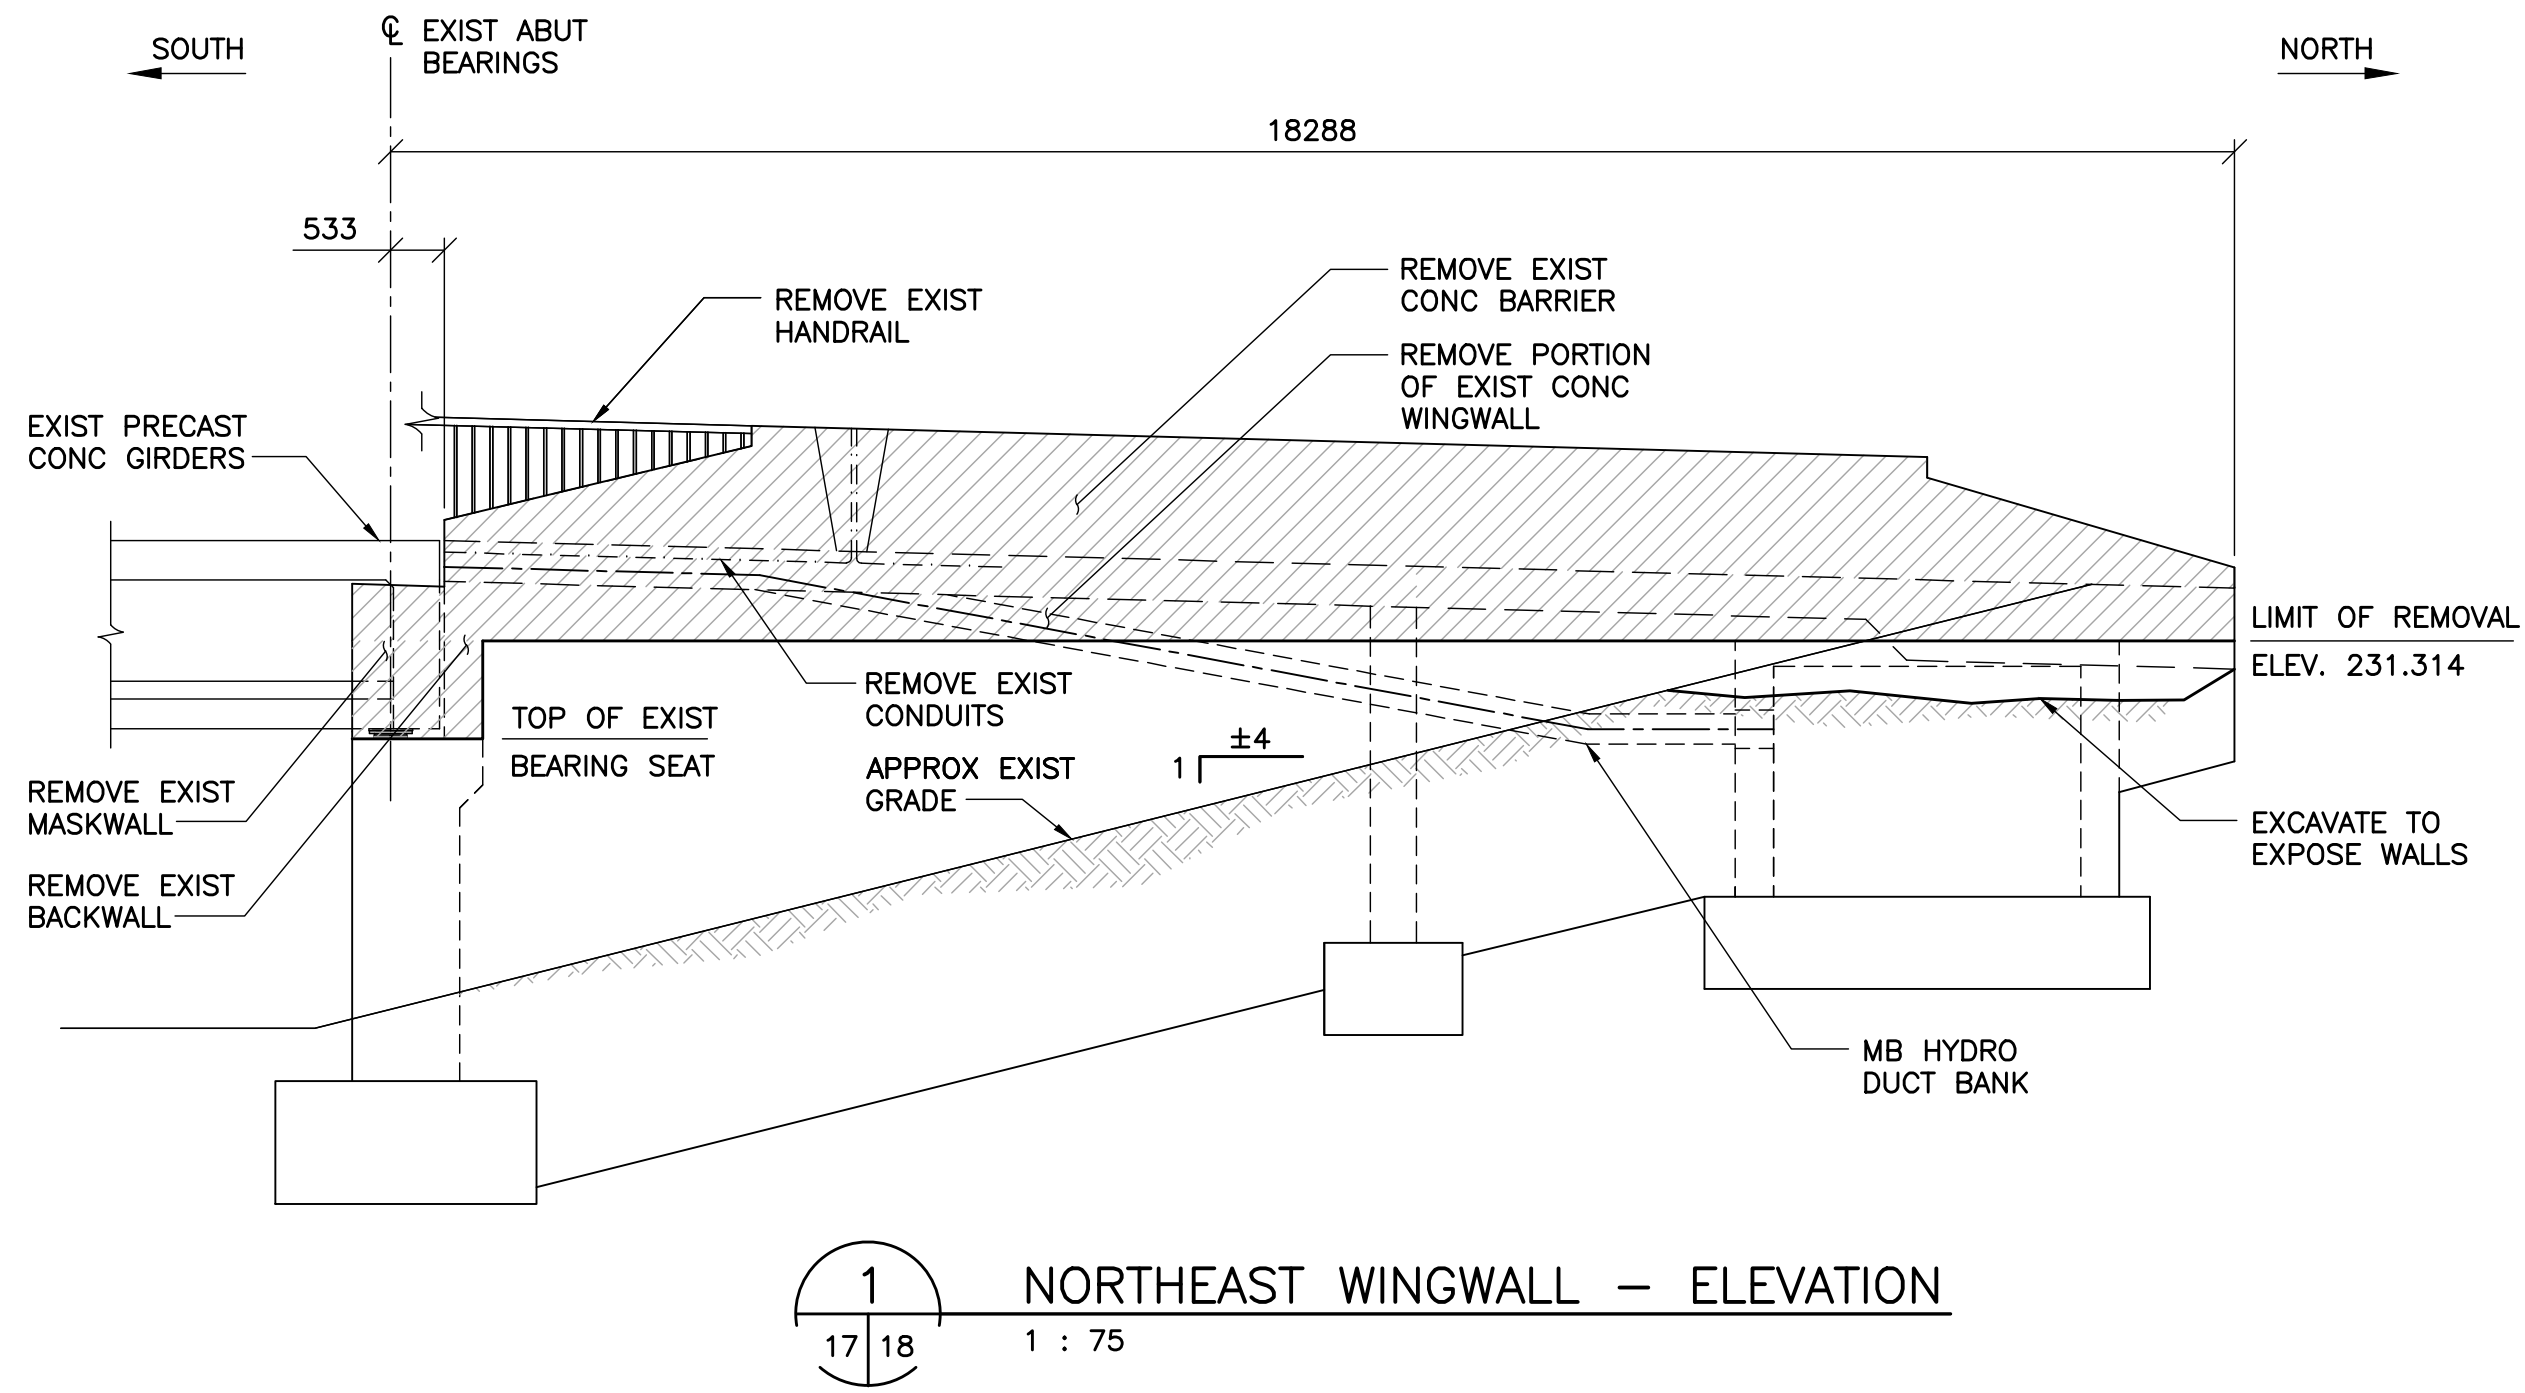 SOUTH
℄ EXIST ABUT
BEARINGS
NORTH
18288
533
REMOVE EXIST
CONC BARRIER
REMOVE EXIST
HANDRAIL
REMOVE PORTION
OF EXIST CONC
WINGWALL
EXIST PRECAST
CONC GIRDERS
LIMIT OF REMOVAL
ELEV. 231.314
REMOVE EXIST
CONDUITS
TOP OF EXIST
BEARING SEAT
±4
1
APPROX EXIST
GRADE
REMOVE EXIST
MASKWALL
EXCAVATE TO
EXPOSE WALLS
REMOVE EXIST
BACKWALL
MB HYDRO
DUCT BANK
1
17 18
NORTHEAST WINGWALL – ELEVATION
1 : 75